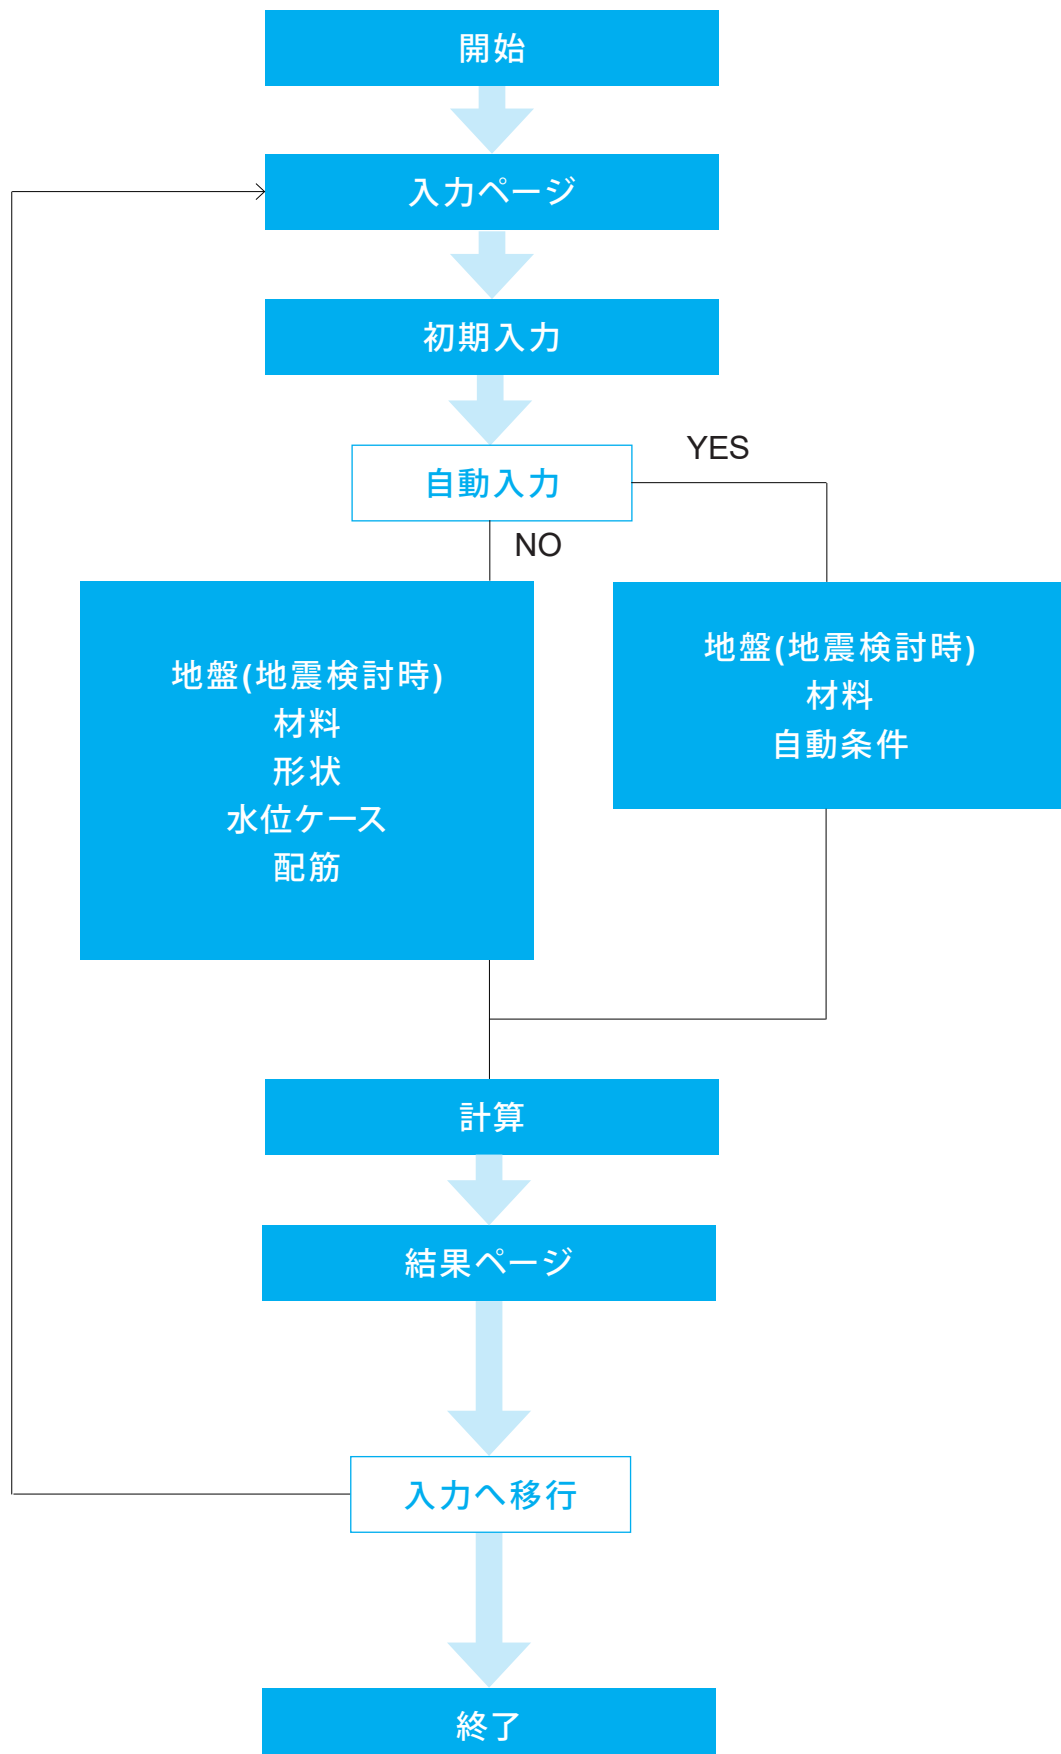 開始
入力ページ
初期入力
自動入力
YES
NO
地盤(地震検討時)
材料
形状
水位ケース
配筋
地盤(地震検討時)
材料
自動条件
計算
結果ページ
入力へ移行
終了